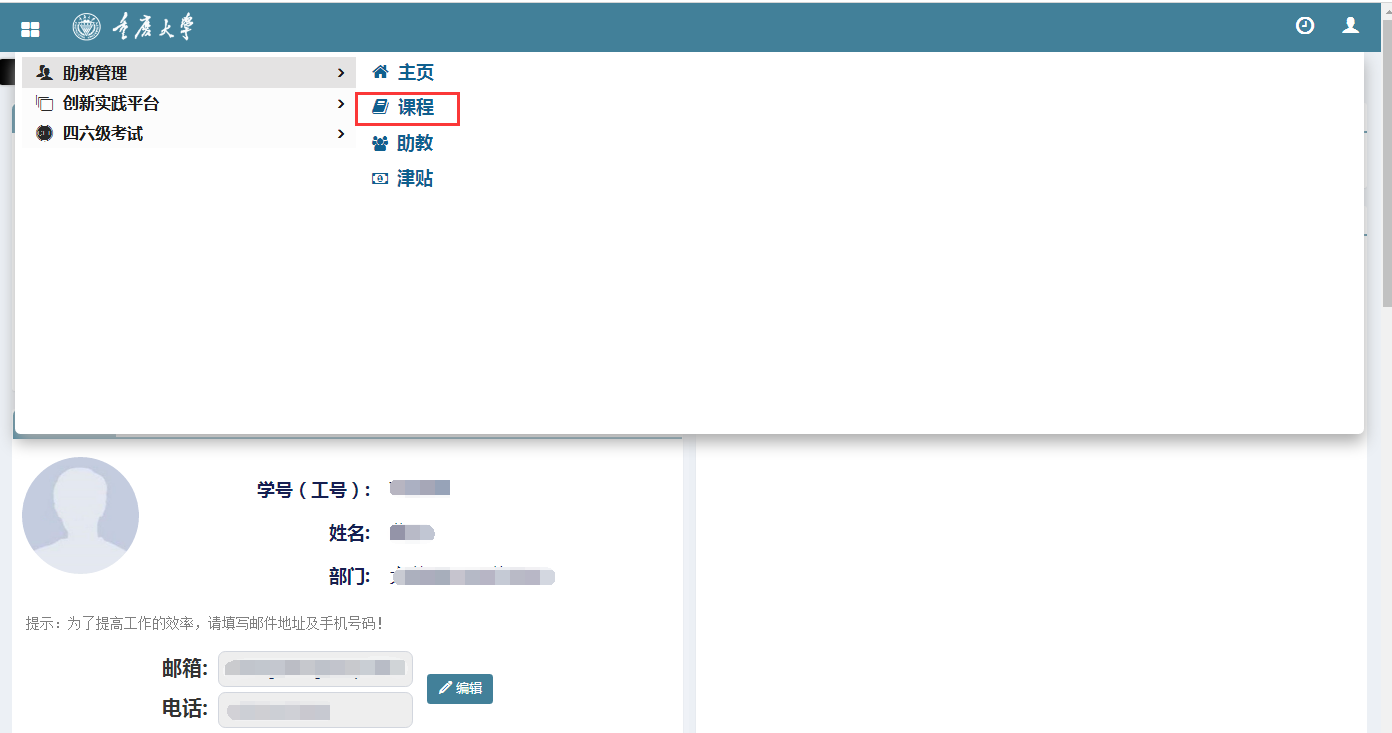 重庆大学
助教管理
创新实践平台
四六级考试
主页
课程
助教
津贴
学号（工号）：
姓名:
部门:
提示：为了提高工作的效率，请填写邮件地址及手机号码！
邮箱:
电话:
编辑